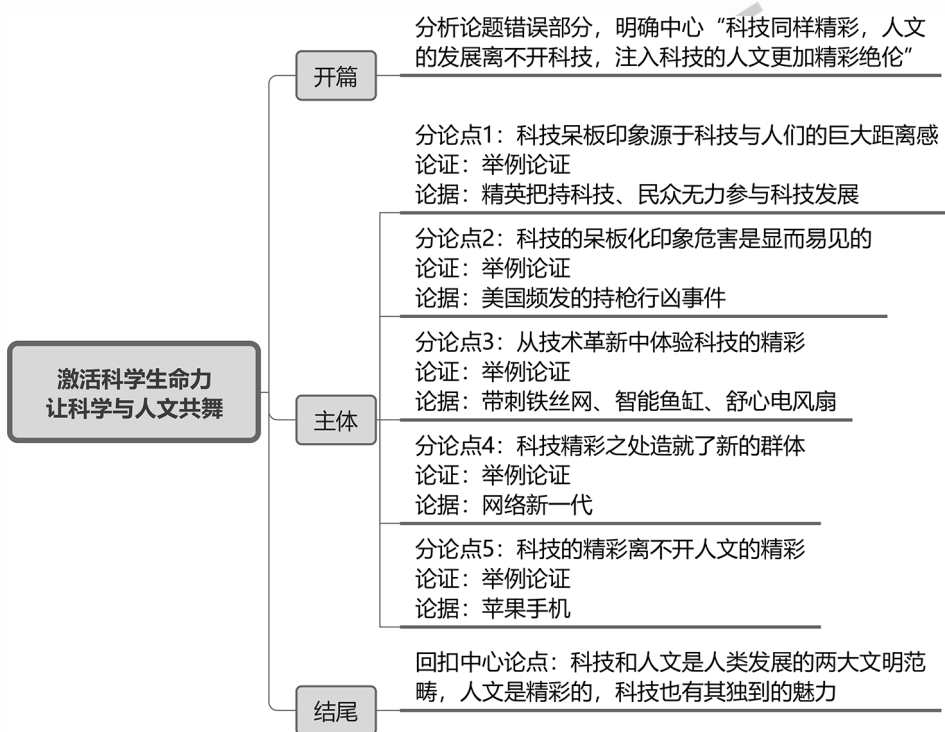 分析论题错误部分，明确中心“科技同样精彩，人文
的发展离不开科技，注入科技的人文更加精彩绝伦”
开篇
分论点1：科技呆板印象源于科技与人们的巨大距离感
论证：举例论证
论据：精英把持科技、民众无力参与科技发展
分论点2：科技的呆板化印象危害是显而易见的
论证：举例论证
论据：美国频发的持枪行凶事件
分论点3：从技术革新中体验科技的精彩
论证：举例论证
论据：带刺铁丝网、智能鱼缸、舒心电风扇
激活科学生命力
让科学与人文共舞
主体
分论点4：科技精彩之处造就了新的群体
论证：举例论证
论据：网络新一代
分论点5：科技的精彩离不开人文的精彩
论证：举例论证
论据：苹果手机
回扣中心论点：科技和人文是人类发展的两大文明范
畴，人文是精彩的，科技也有其独到的魅力
结尾